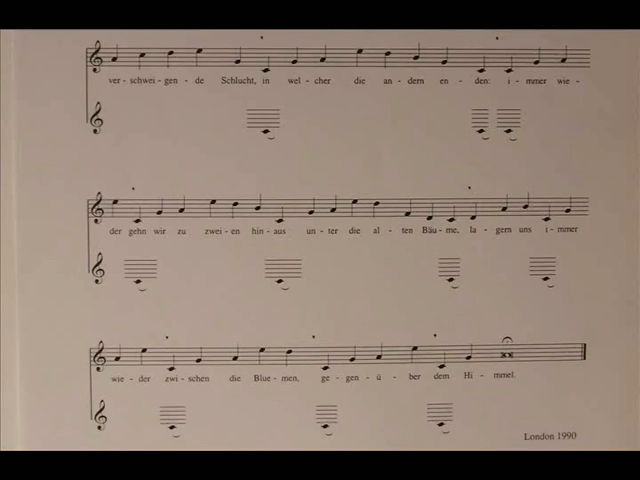 ver - schwei - gen - de Schlucht, in wel - cher die an - dern en - den: i - mmer wie -
der gehn wir zu zwei - en hin - aus un - ter die al - ten Bäu - me, la - gern uns i - mmer
wie - der zwi - schen die Blue - men, ge - gen - ü - ber dem Hi - mmel.
London 1990